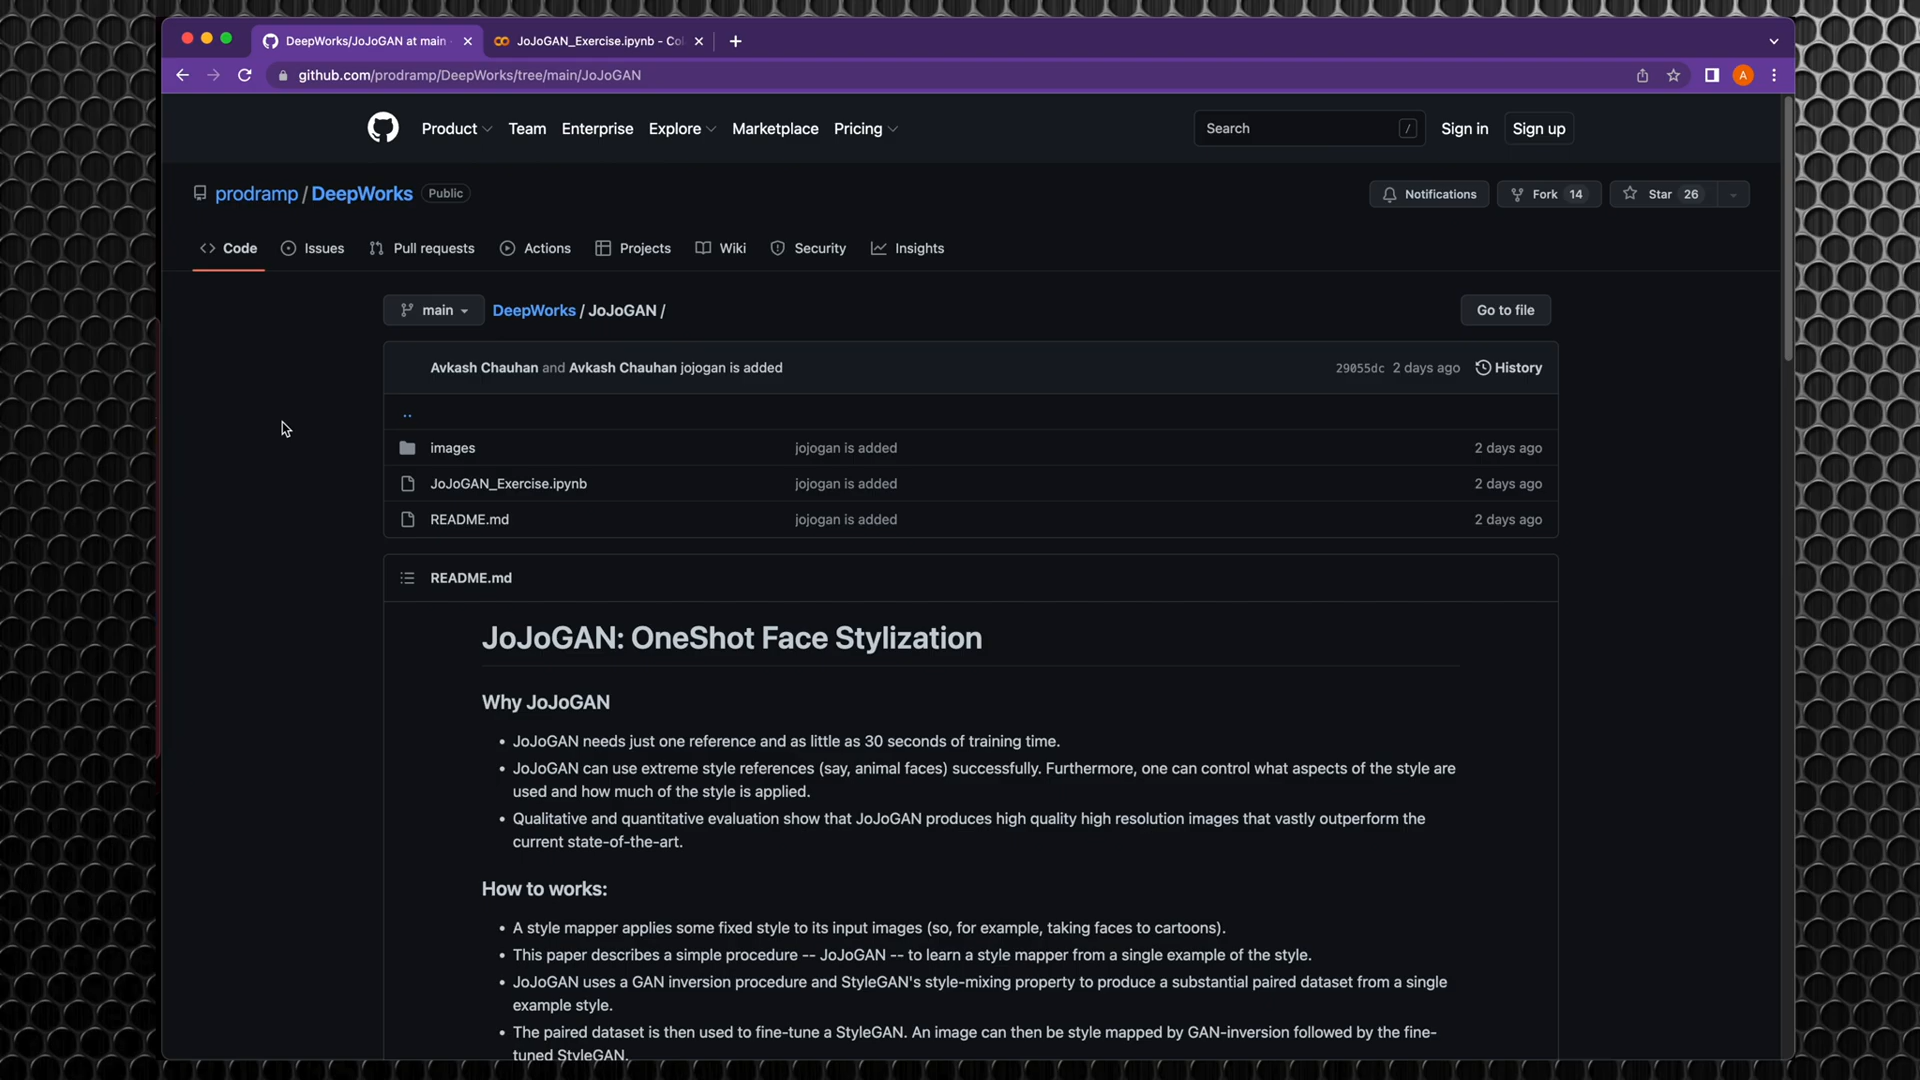 DeepWorks/JoJoGAN at main
JoJoGAN_Exercise.ipynb - Co
github.com/prodramp/DeepWorks/tree/main/JoJoGAN
A
Product Team Enterprise Explore Marketplace Pricing
Search /
Sign in Sign up
prodramp / DeepWorks Public
Notifications Fork 14 Star 26
Code Issues Pull requests Actions Projects Wiki Security Insights
main DeepWorks / JoJoGAN / Go to file
Avkash Chauhan and Avkash Chauhan jojogan is added 29055dc 2 days ago History
..
images jojogan is added 2 days ago
JoJoGAN_Exercise.ipynb jojogan is added 2 days ago
README.md jojogan is added 2 days ago
README.md
JoJoGAN: OneShot Face Stylization
Why JoJoGAN
• JoJoGAN needs just one reference and as little as 30 seconds of training time.
• JoJoGAN can use extreme style references (say, animal faces) successfully. Furthermore, one can control what aspects of the style are
used and how much of the style is applied.
• Qualitative and quantitative evaluation show that JoJoGAN produces high quality high resolution images that vastly outperform the
current state-of-the-art.
How to works:
• A style mapper applies some fixed style to its input images (so, for example, taking faces to cartoons).
• This paper describes a simple procedure -- JoJoGAN -- to learn a style mapper from a single example of the style.
• JoJoGAN uses a GAN inversion procedure and StyleGAN's style-mixing property to produce a substantial paired dataset from a single
example style.
• The paired dataset is then used to fine-tune a StyleGAN. An image can then be style mapped by GAN-inversion followed by the fine-
tuned StyleGAN.